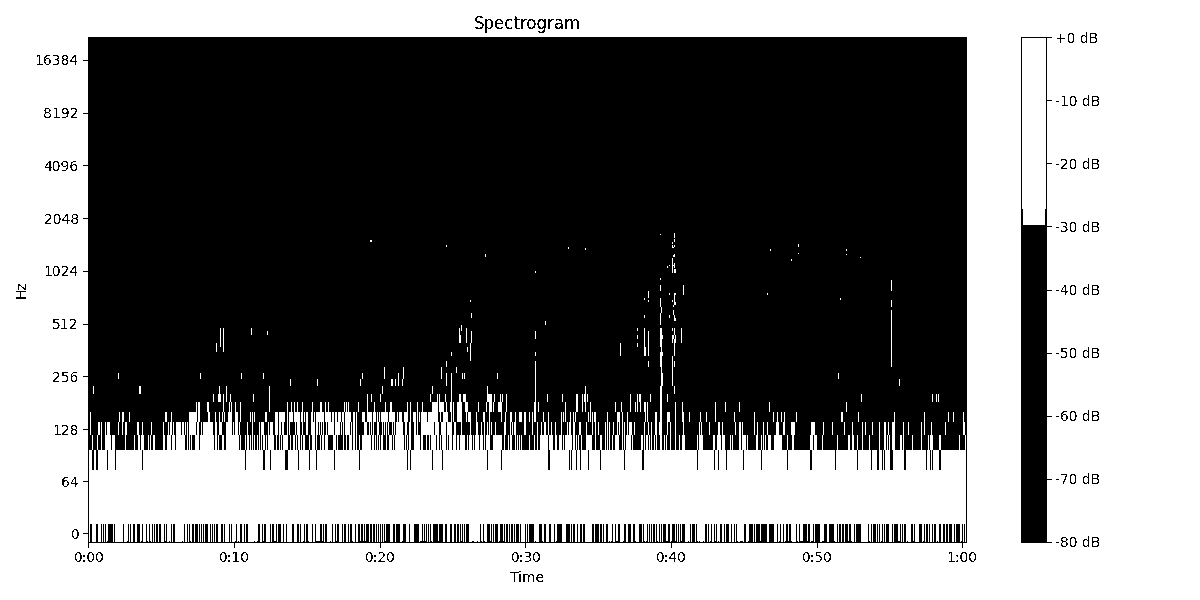 Spectrogram
16384
8192
4096
2048
1024
512
256
128
64
0
Hz
0:00 0:10 0:20 0:30 0:40 0:50 1:00
Time
+0 dB
-10 dB
-20 dB
-30 dB
-40 dB
-50 dB
-60 dB
-70 dB
-80 dB